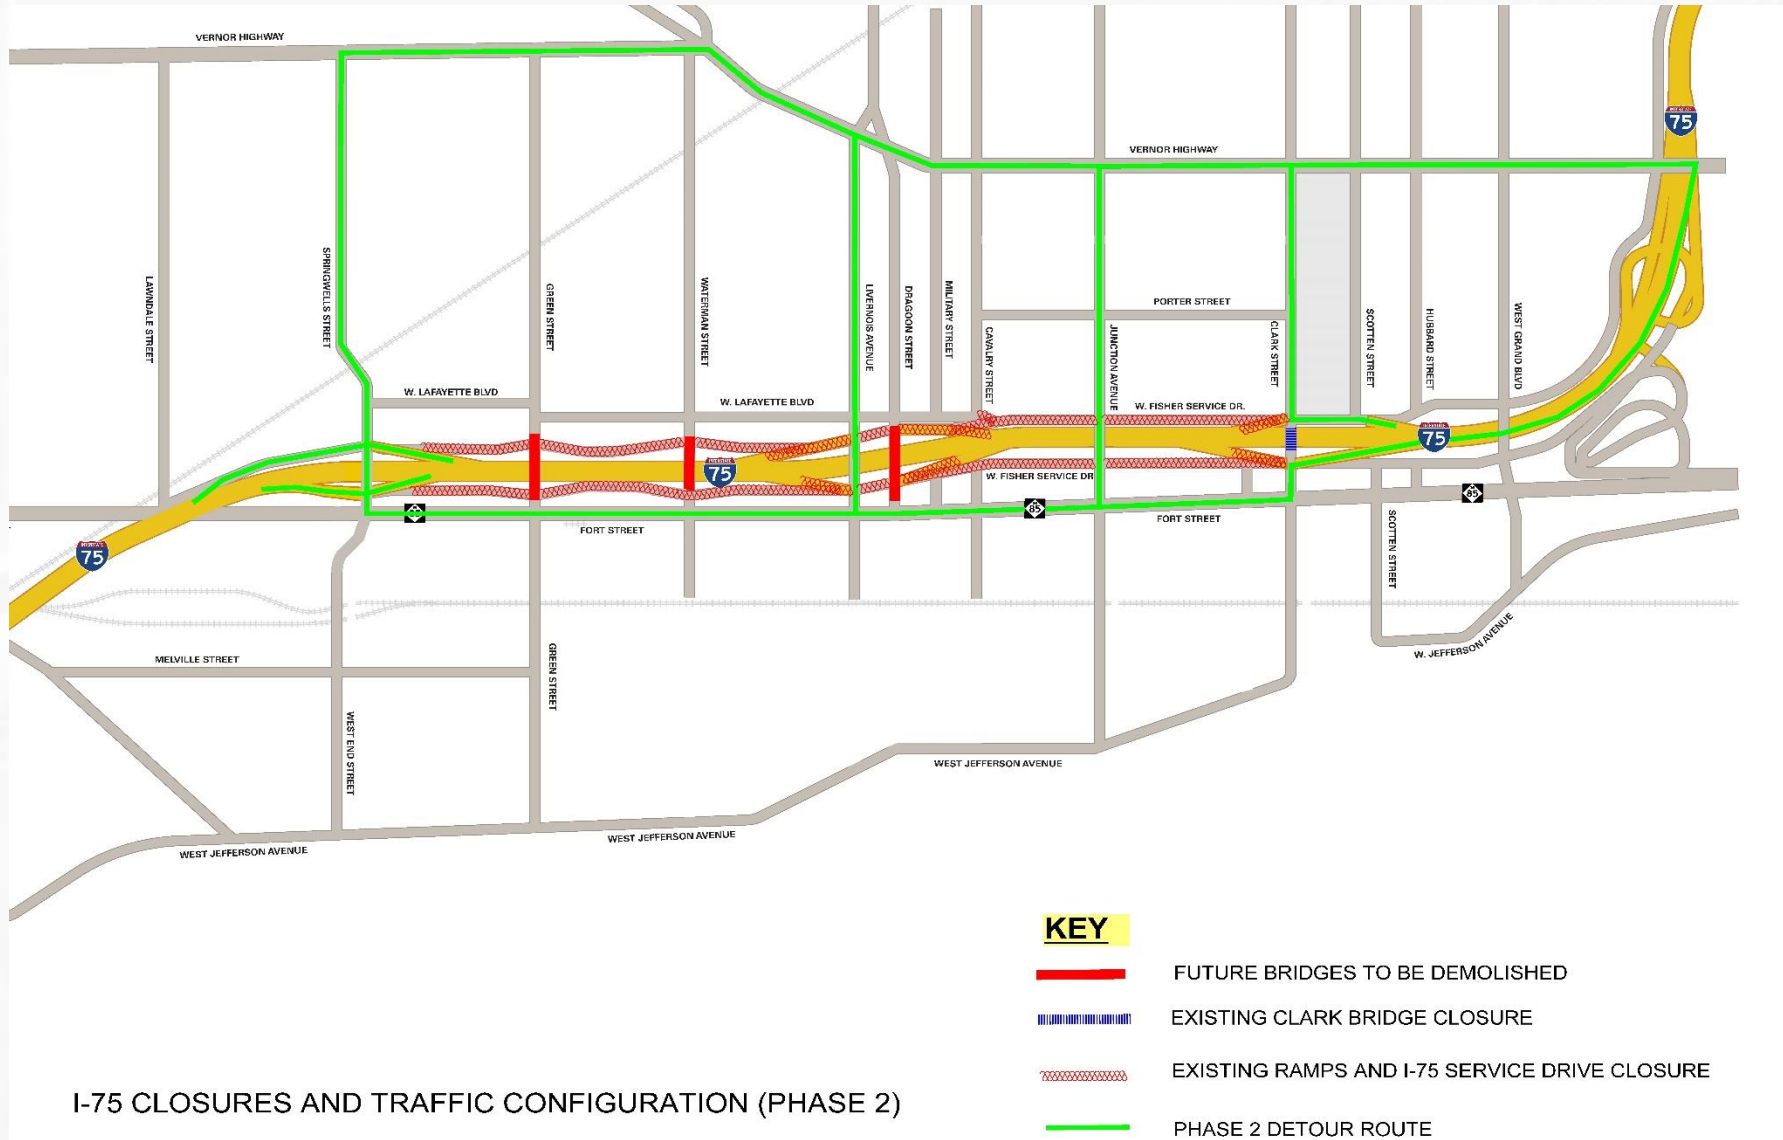 VERNOR HIGHWAY
INTERSTATE
75
VERNOR HIGHWAY
LAWNDALE STREET
SPRINGWELLS STREET
GREEN STREET
WATERMAN STREET
LIVERNOIS AVENUE
DRAGOON STREET
MILITARY STREET
CAVALRY STREET
PORTER STREET
JUNCTION AVENUE
CLARK STREET
SCOTTEN STREET
HUBBARD STREET
WEST GRAND BLVD
W. LAFAYETTE BLVD
W. LAFAYETTE BLVD
W. FISHER SERVICE DR.
INTERSTATE
75
INTERSTATE
75
W. FISHER SERVICE DR
85
85
FORT STREET
FORT STREET
SCOTTEN STREET
INTERSTATE
75
W. JEFFERSON AVENUE
MELVILLE STREET
GREEN STREET
WEST END STREET
WEST JEFFERSON AVENUE
WEST JEFFERSON AVENUE
WEST JEFFERSON AVENUE
KEY
FUTURE BRIDGES TO BE DEMOLISHED
EXISTING CLARK BRIDGE CLOSURE
EXISTING RAMPS AND I-75 SERVICE DRIVE CLOSURE
PHASE 2 DETOUR ROUTE
I-75 CLOSURES AND TRAFFIC CONFIGURATION (PHASE 2)